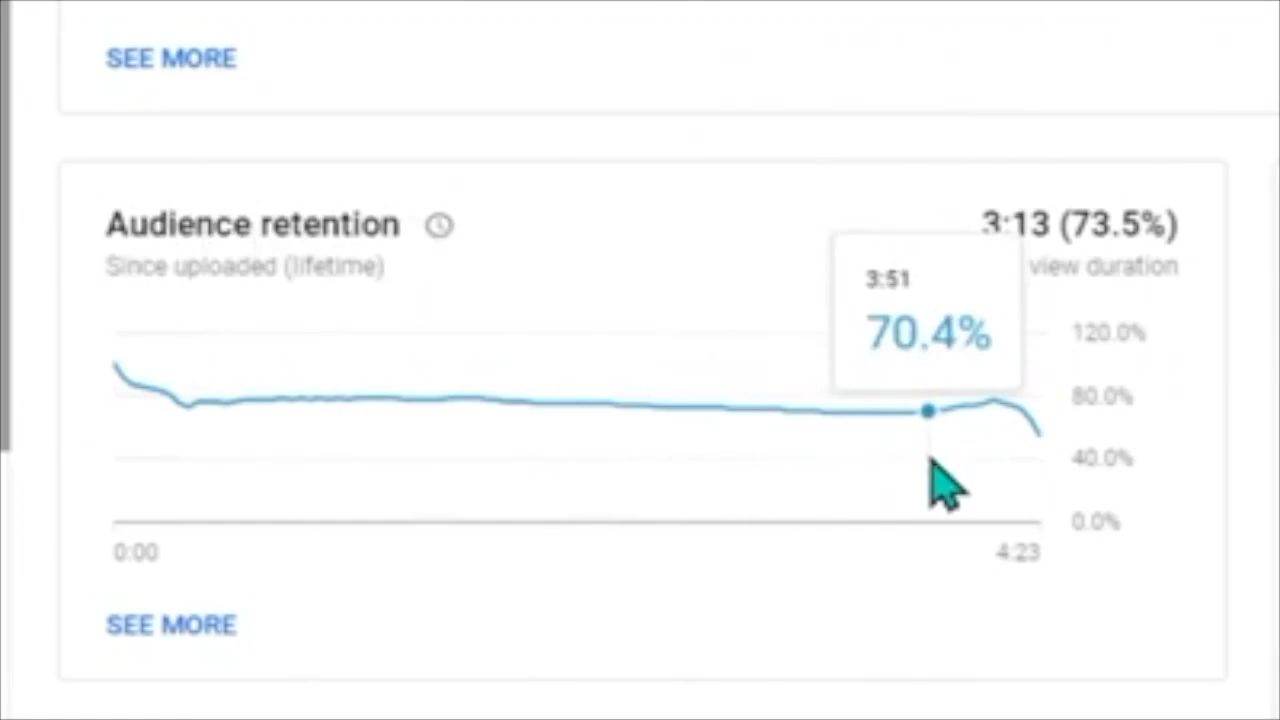 SEE MORE
Audience retention
3:13 (73.5%)
Since uploaded (lifetime)
view duration
3:51
70.4%
120.0%
80.0%
40.0%
0.0%
0:00
4:23
SEE MORE